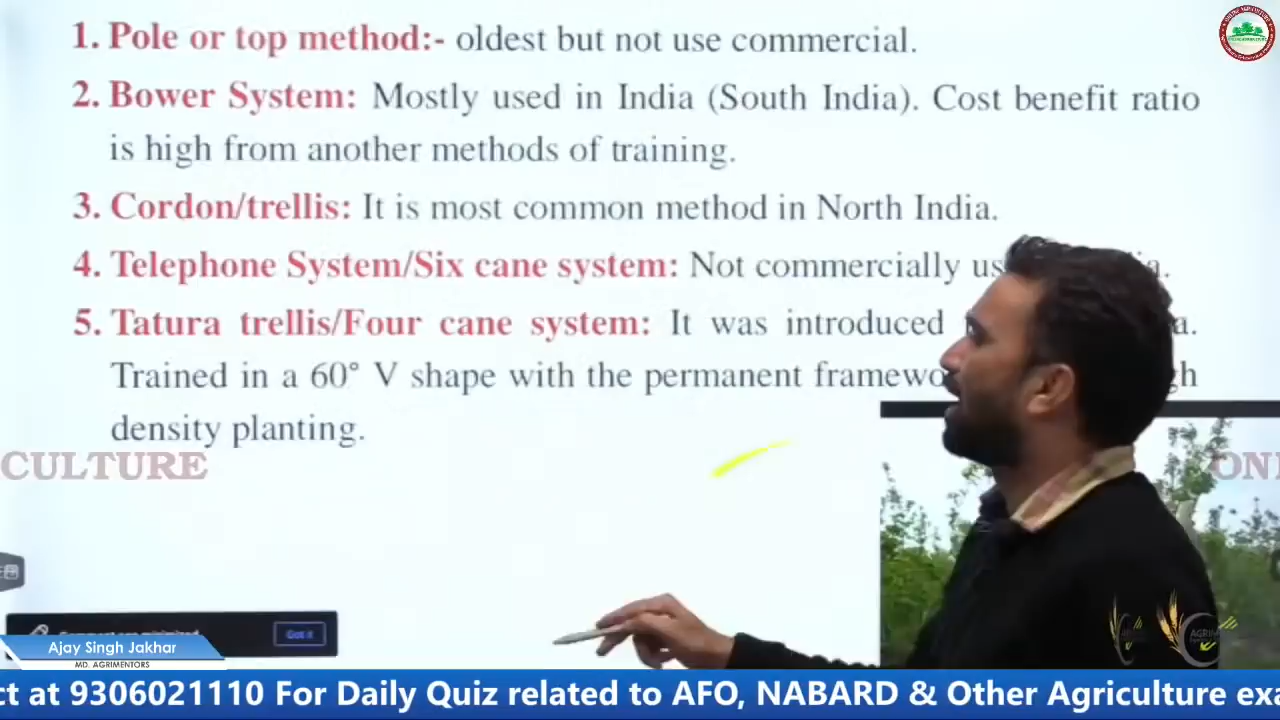 1. Pole or top method:- oldest but not use commercial.
2. Bower System: Mostly used in India (South India). Cost benefit ratio
is high from another methods of training.
3. Cordon/trellis: It is most common method in North India.
4. Telephone System/Six cane system: Not commercially
5. Tatura trellis/Four cane system: It was introduced
Trained in a 60° V shape with the permanent
density planting.
CULTURE
Got it
Ajay Singh Jakhar
MD. AGRIMENTORS
ct at 9306021110 For Daily Quiz related to AFO, NABARD & Other Agriculture exa